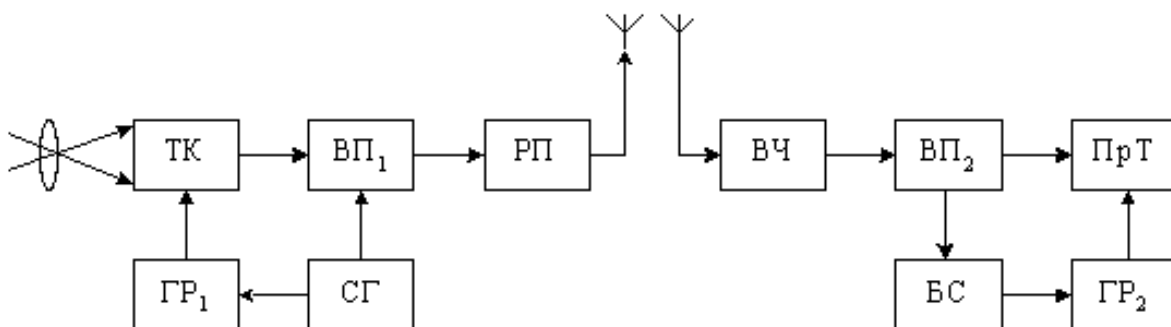 ТК ВП₁ РП ВЧ ВП₂ ПрТ
ГР₁ СГ БС ГР₂